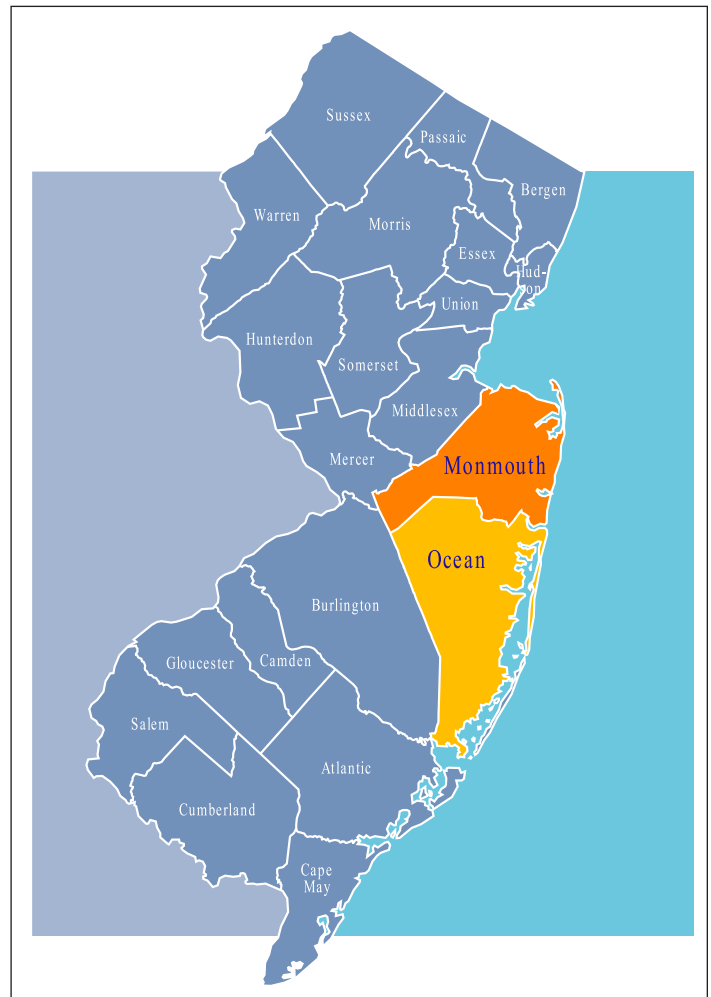 Sussex
Passaic
Bergen
Warren
Morris
Essex
Hud-
son
Union
Hunterdon
Somerset
Middlesex
Mercer
Monmouth
Ocean
Burlington
Camden
Gloucester
Salem
Atlantic
Cumberland
Cape
May